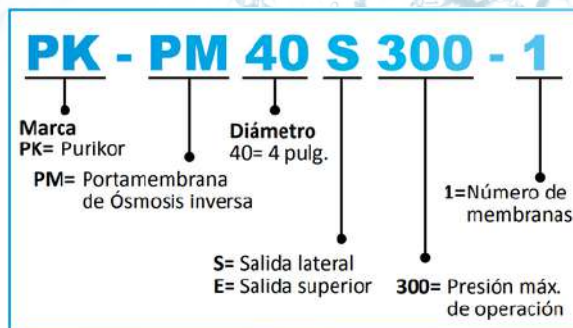 PK - PM 40 S 300 - 1
Marca
PK= Purikor
Diámetro
40= 4 pulg.
PM= Portamembrana
de Ósmosis inversa
1=Número de
membranas
S= Salida lateral
E= Salida superior
300= Presión máx.
de operación